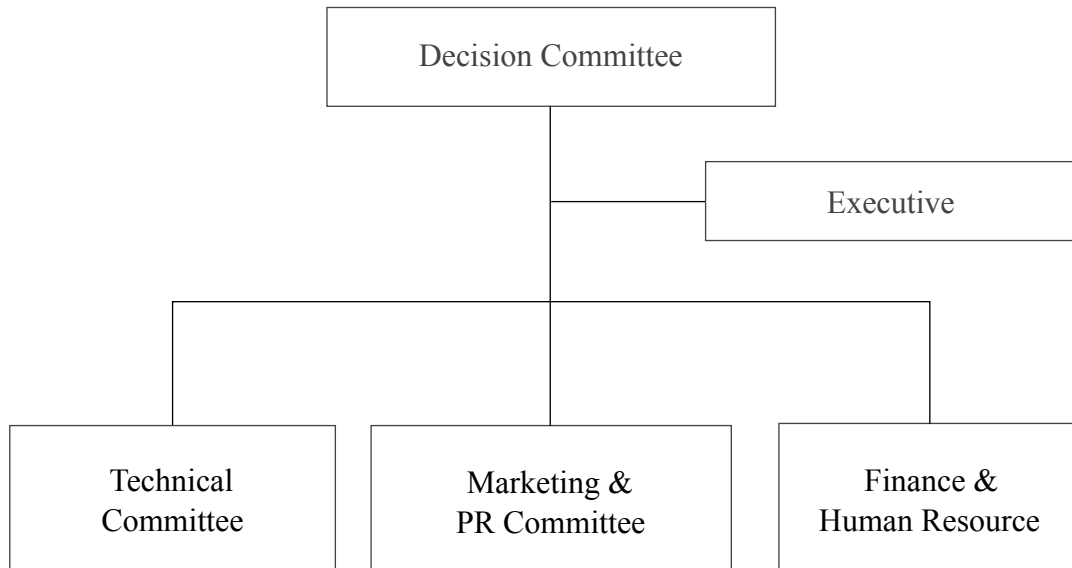 Decision Committee
Executive
Technical
Committee
Marketing &
PR Committee
Finance &
Human Resource